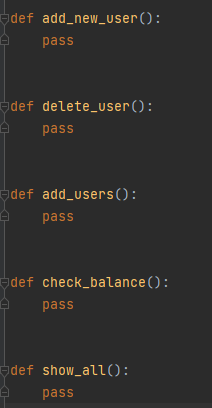 def add_new_user():
    pass
def delete_user():
    pass
def add_users():
    pass
def check_balance():
    pass
def show_all():
    pass